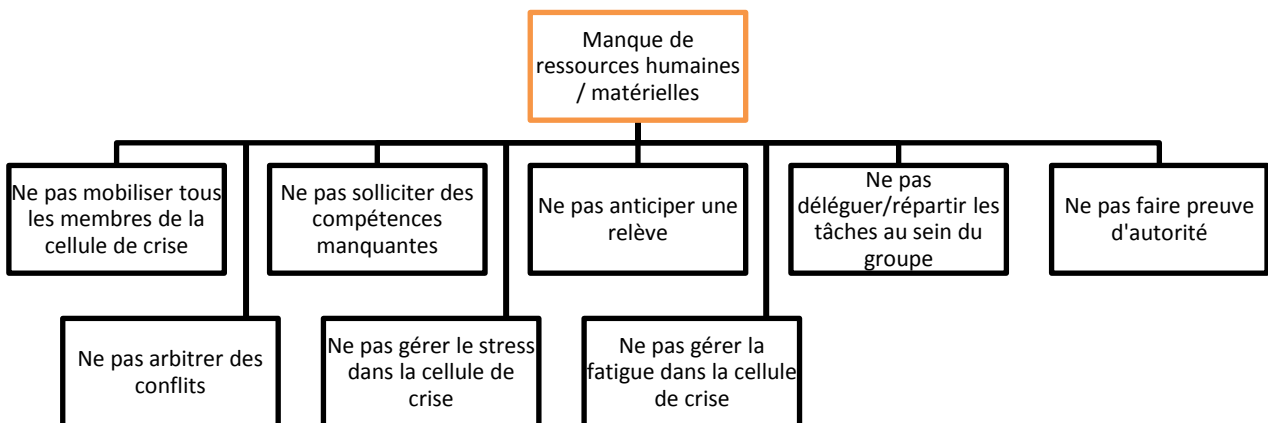 Manque de
ressources humaines
/ matérielles
Ne pas mobiliser tous
les membres de la
cellule de crise
Ne pas solliciter des
compétences
manquantes
Ne pas anticiper une
relève
Ne pas
déléguer/répartir les
tâches au sein du
groupe
Ne pas faire preuve
d'autorité
Ne pas arbitrer des
conflits
Ne pas gérer le stress
dans la cellule de
crise
Ne pas gérer la
fatigue dans la cellule
de crise